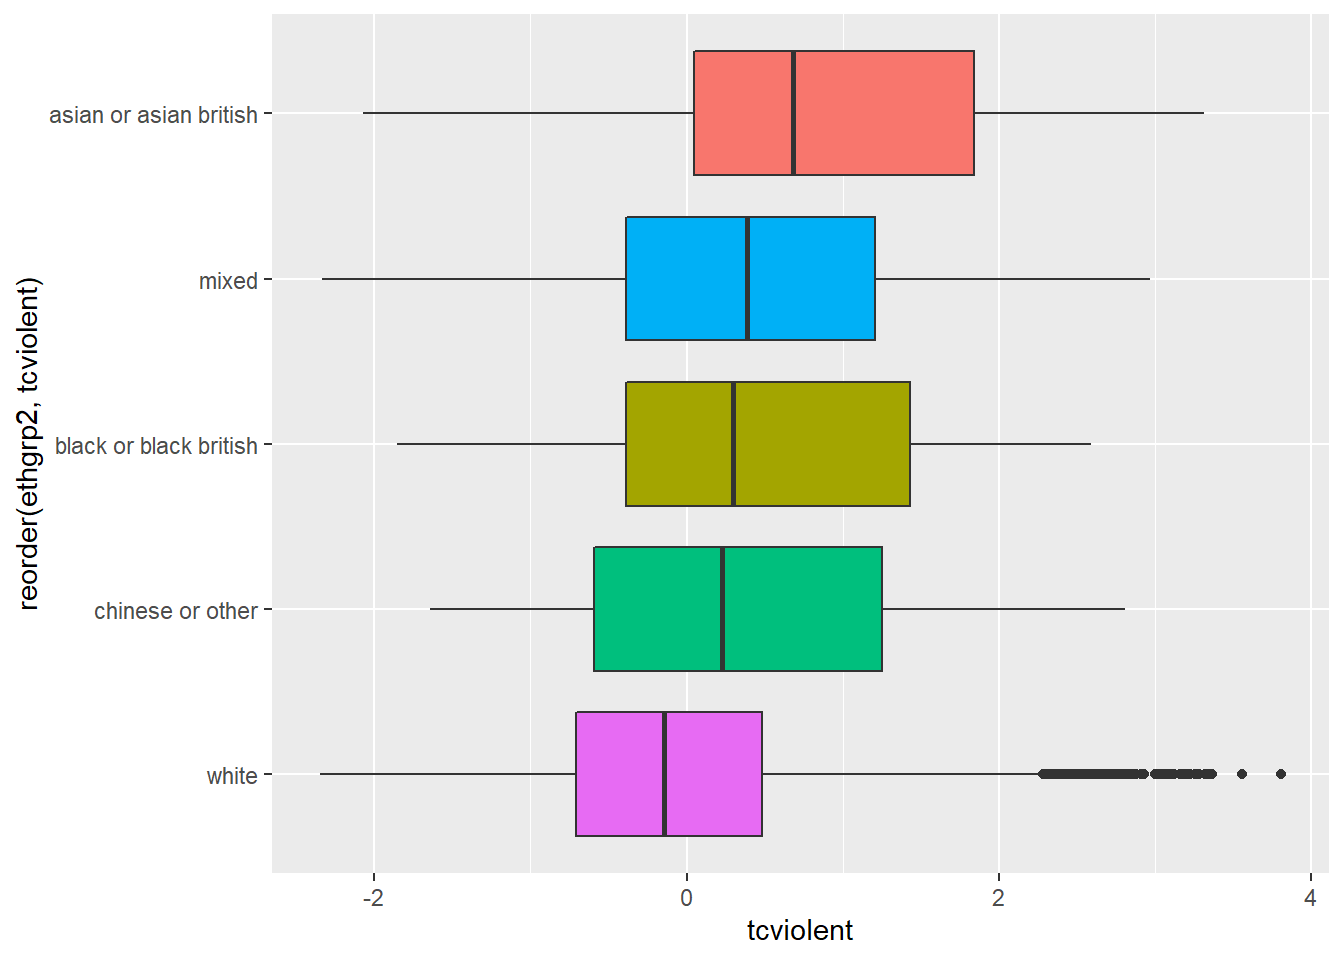 reorder(ethgrp2, tcviolent)
asian or asian british
mixed
black or black british
chinese or other
white
-2
0
2
4
tcviolent